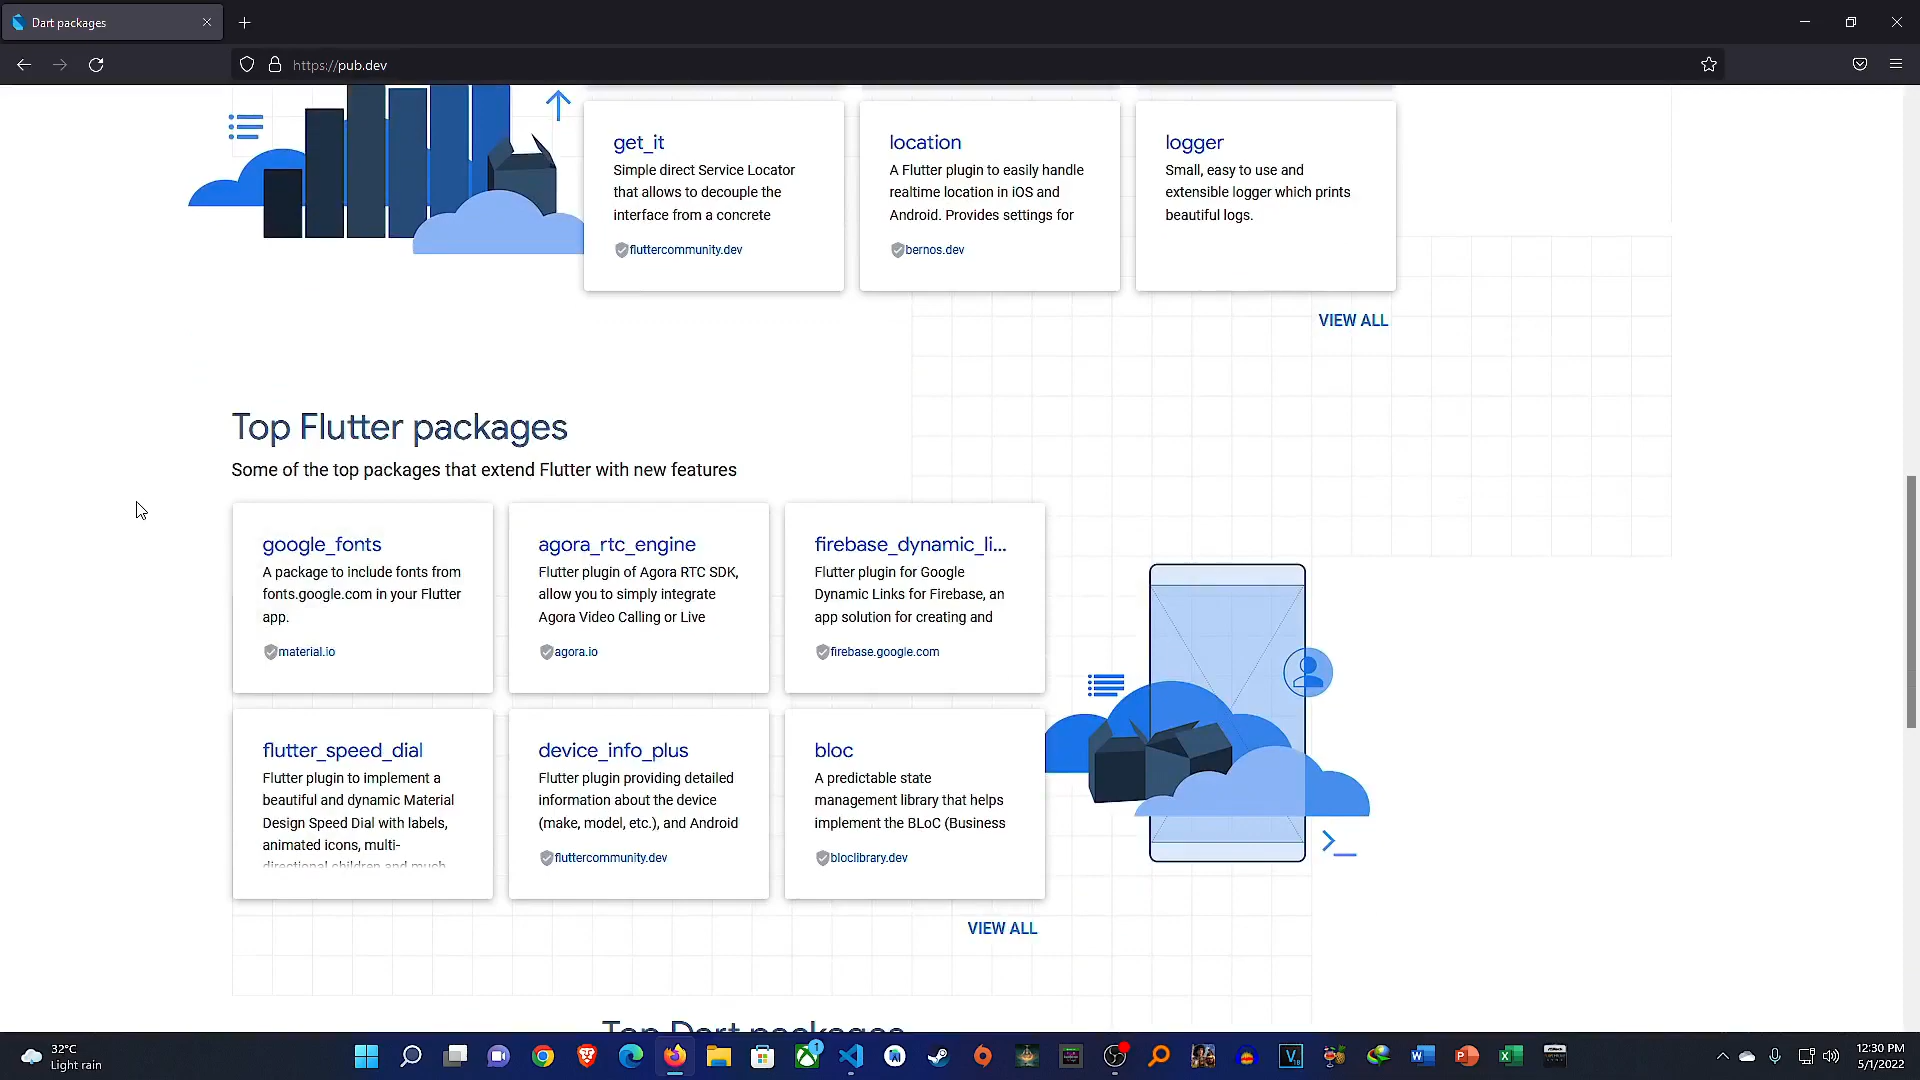 Dart packages
https://pub.dev
get_it
Simple direct Service Locator
that allows to decouple the
interface from a concrete
fluttercommunity.dev
location
A Flutter plugin to easily handle
realtime location in iOS and
Android. Provides settings for
bernos.dev
logger
Small, easy to use and
extensible logger which prints
beautiful logs.
VIEW ALL
Top Flutter packages
Some of the top packages that extend Flutter with new features
google_fonts
A package to include fonts from
fonts.google.com in your Flutter
app.
material.io
agora_rtc_engine
Flutter plugin of Agora RTC SDK,
allow you to simply integrate
Agora Video Calling or Live
agora.io
firebase_dynamic_li...
Flutter plugin for Google
Dynamic Links for Firebase, an
app solution for creating and
firebase.google.com
flutter_speed_dial
Flutter plugin to implement a
beautiful and dynamic Material
Design Speed Dial with labels,
animated icons, multi-
directional children and much
device_info_plus
Flutter plugin providing detailed
information about the device
(make, model, etc.), and Android
fluttercommunity.dev
bloc
A predictable state
management library that helps
implement the BLoC (Business
bloclibrary.dev
VIEW ALL
Top Dart packages
32°C
Light rain
1
12:30 PM
5/1/2022